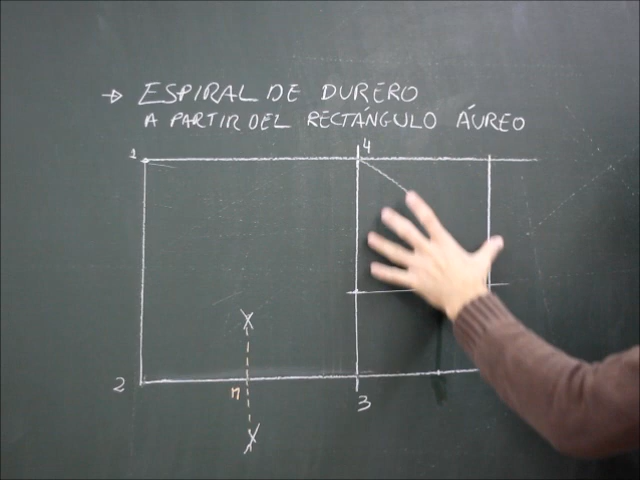 ESPIRAL DE DURERO
A PARTIR DEL RECTÁNGULO ÁUREO
1
4
2
n
3